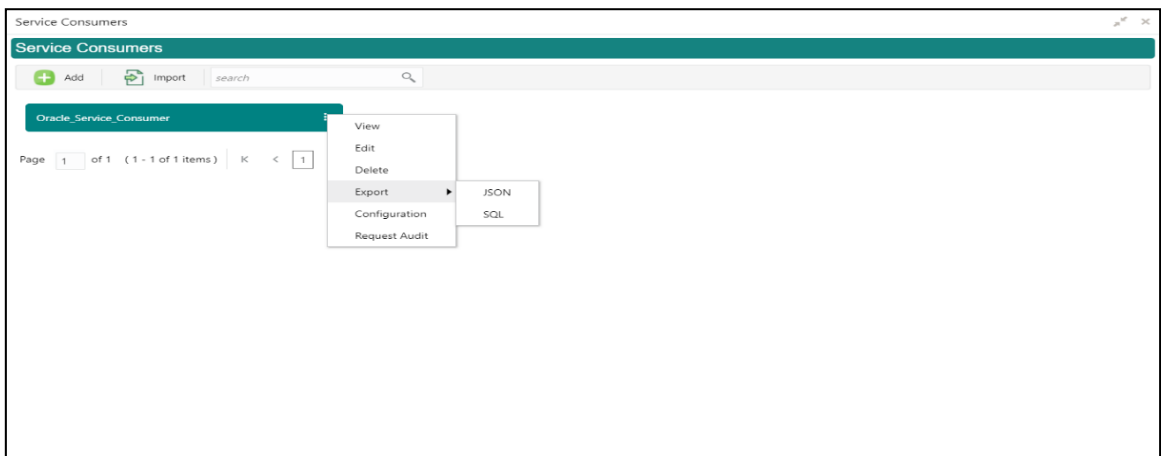 Service Consumers
Service Consumers
Add Import search
Oracle_Service_Consumer
View
Edit
Delete
Export JSON
Configuration SQL
Request Audit
Page 1 of 1 ( 1 - 1 of 1 items ) K < 1